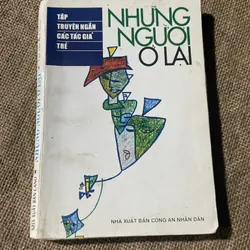 TẬP
TRUYỆN NGẮN
CÁC TÁC GIẢ
TRẺ
NHỮNG
NGƯỜI
Ở LẠI
NHÀ XUẤT BẢN CÔNG AN NHÂN DÂN